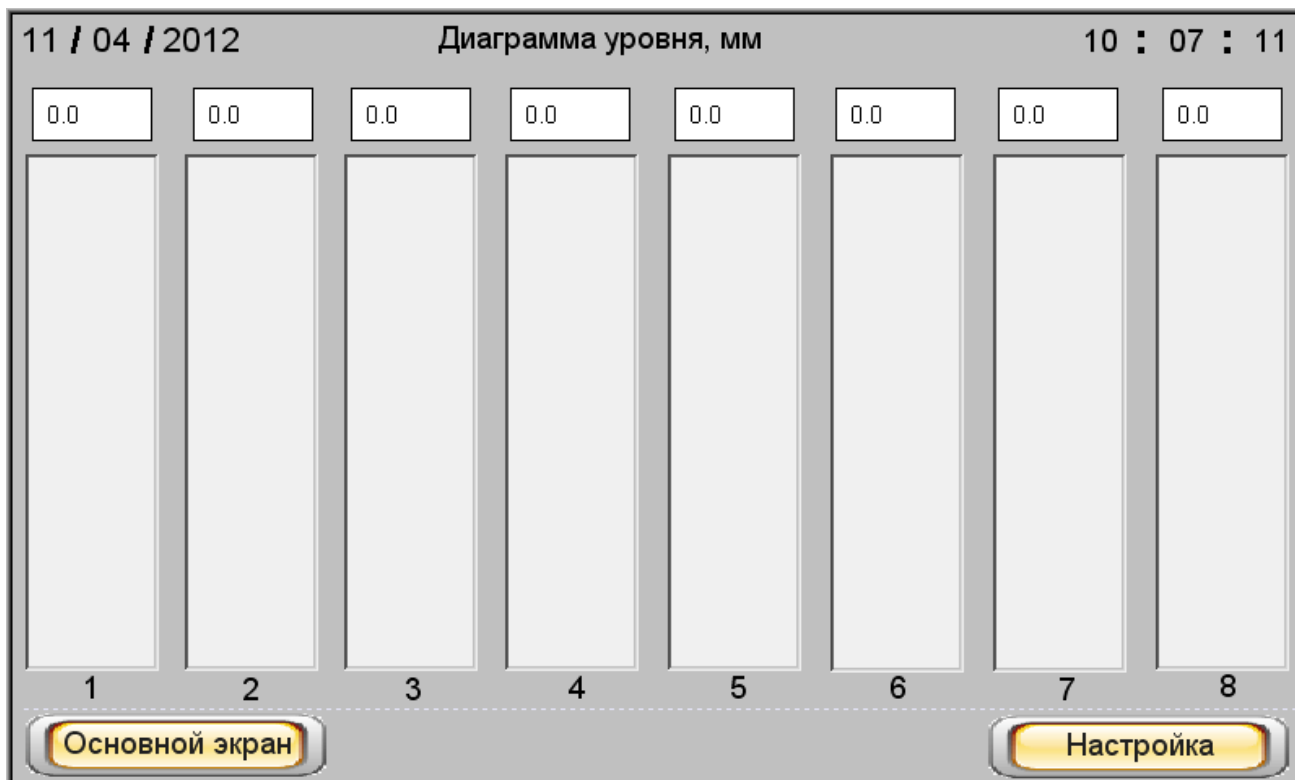 11 / 04 / 2012 Диаграмма уровня, мм 10 : 07 : 11
0.0 0.0 0.0 0.0 0.0 0.0 0.0 0.0
1 2 3 4 5 6 7 8
Основной экран Настройка